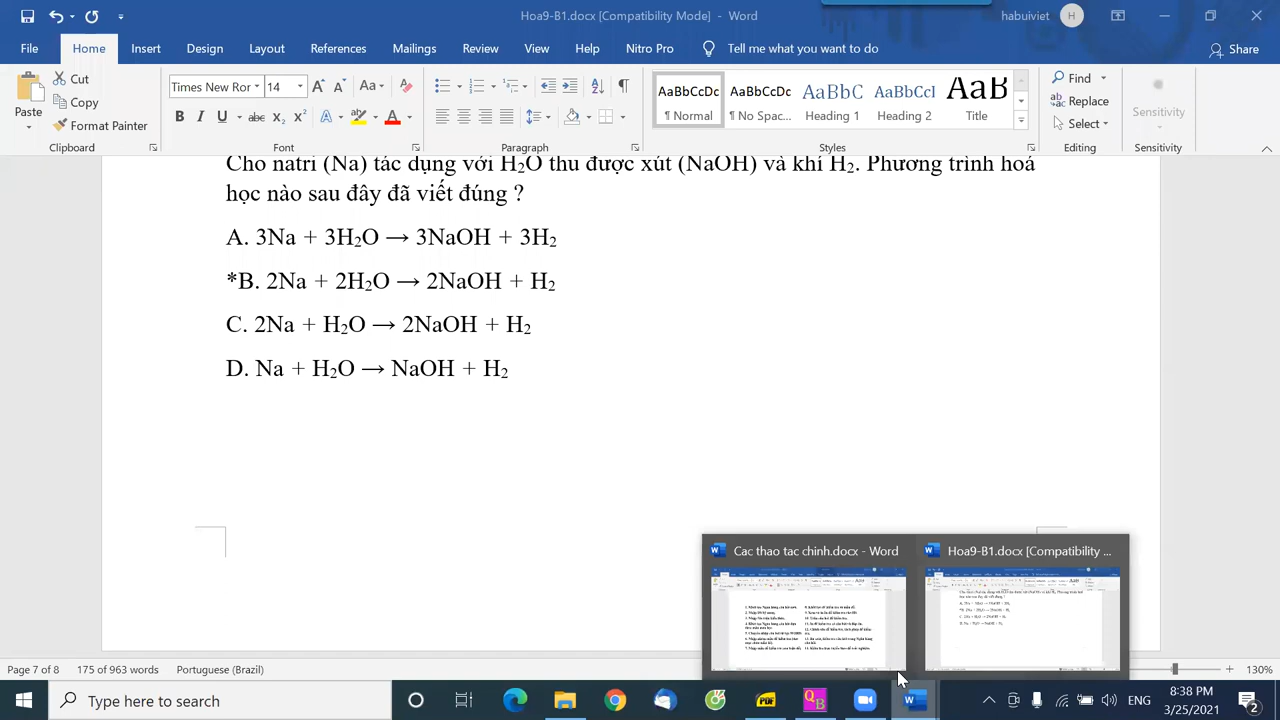 Hoa9-B1.docx [Compatibility Mode] - Word
habuiviet
H
File Home Insert Design Layout References Mailings Review View Help Nitro Pro Tell me what you want to do Share
Paste
Cut
Copy
Format Painter
Times New Ror 14
AaBbCcDc AaBbCcDc AaBbC AaBbCcI AaB
¶ Normal ¶ No Spac... Heading 1 Heading 2 Title
Find
Replace
Select
Sensitivity
Clipboard Font Paragraph Styles Editing Sensitivity
Cho natri (Na) tác dụng với H₂O thu được xút (NaOH) và khí H₂. Phương trình hoá
học nào sau đây đã viết đúng ?
A. 3Na + 3H₂O → 3NaOH + 3H₂
*B. 2Na + 2H₂O → 2NaOH + H₂
C. 2Na + H₂O → 2NaOH + H₂
D. Na + H₂O → NaOH + H₂
Cac thao tac chinh.docx - Word
Hoa9-B1.docx [Compatibility ...
Page 7 of 8 175 of 963 words Portuguese (Brazil) 130%
Type here to search
PDF
QB
ENG
8:38 PM
3/25/2021
2